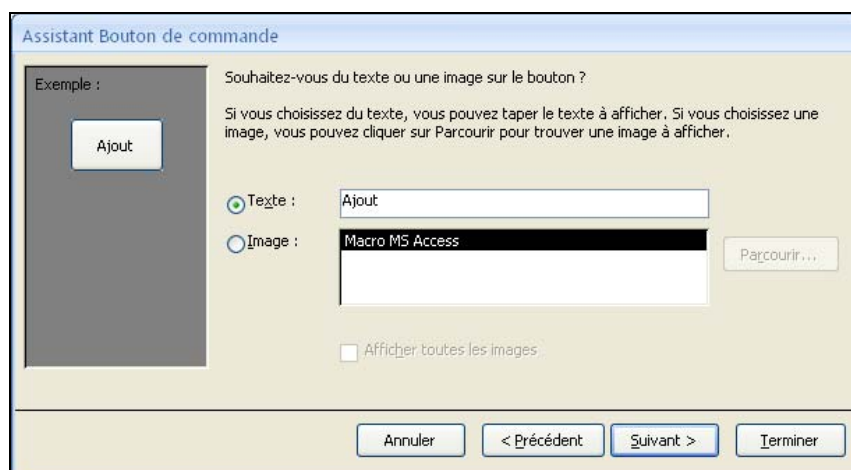 Assistant Bouton de commande
Exemple :
Ajout
Souhaitez-vous du texte ou une image sur le bouton ?
Si vous choisissez du texte, vous pouvez taper le texte à afficher. Si vous choisissez une
image, vous pouvez cliquer sur Parcourir pour trouver une image à afficher.
Texte : Ajout
Image : Macro MS Access
Parcourir...
Afficher toutes les images
Annuler < Précédent Suivant > Terminer